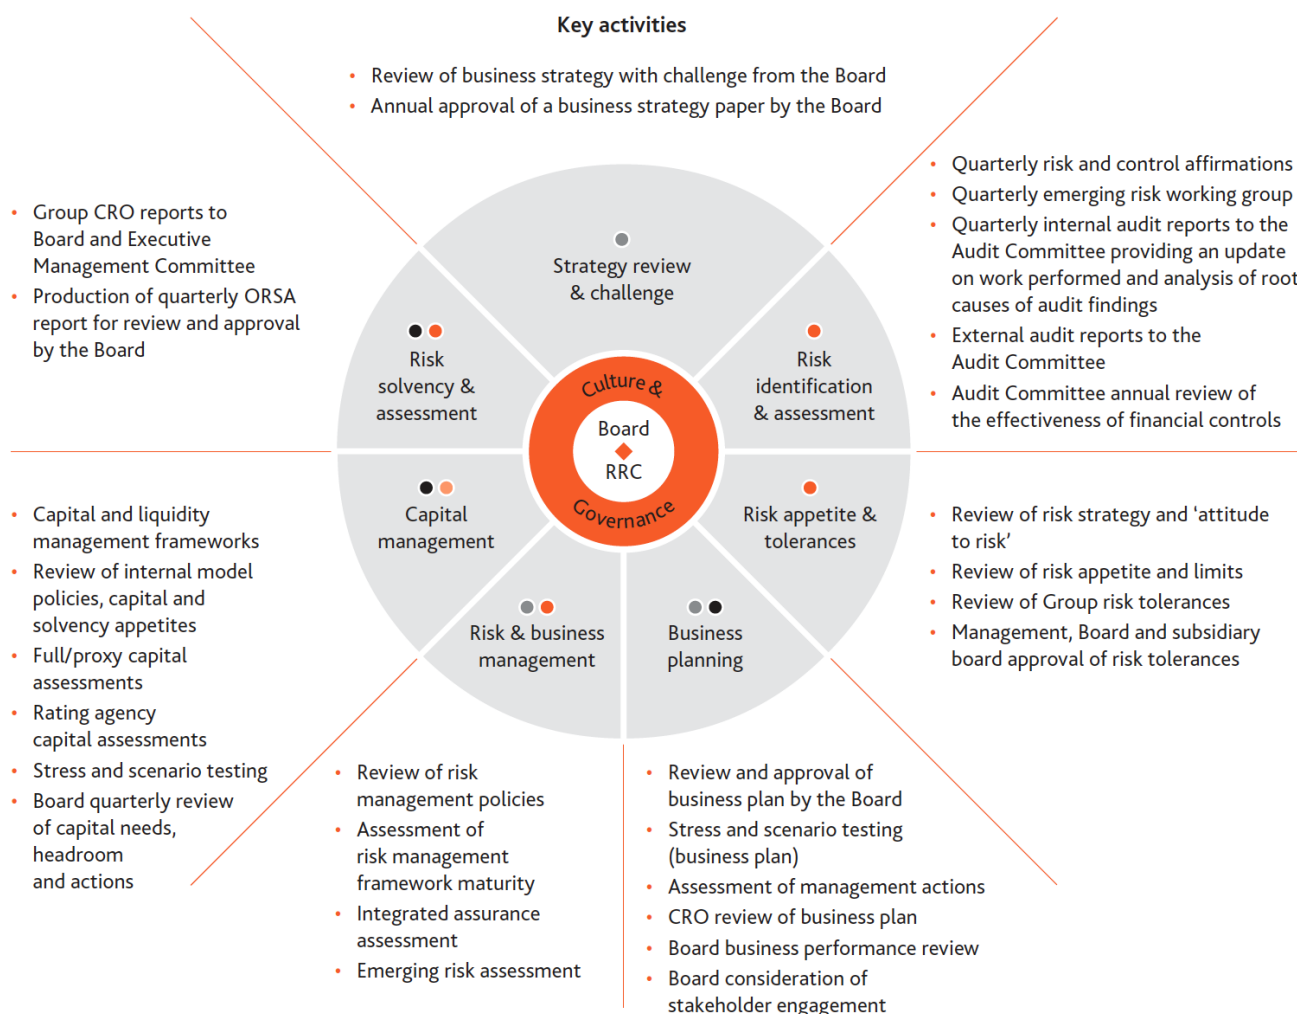 Key activities
• Review of business strategy with challenge from the Board
• Annual approval of a business strategy paper by the Board
• Group CRO reports to
Board and Executive
Management Committee
• Production of quarterly ORSA
report for review and approval
by the Board
• Quarterly risk and control affirmations
• Quarterly emerging risk working group
• Quarterly internal audit reports to the
Audit Committee providing an update
on work performed and analysis of root
causes of audit findings
• External audit reports to the
Audit Committee
• Audit Committee annual review of
the effectiveness of financial controls
Strategy review
& challenge
Risk
solvency &
assessment
Risk
identification
& assessment
Culture &
Board
RRC
Governance
Capital
management
Risk appetite &
tolerances
Risk & business
management
Business
planning
• Capital and liquidity
management frameworks
• Review of internal model
policies, capital and
solvency appetites
• Full/proxy capital
assessments
• Rating agency
capital assessments
• Stress and scenario testing
• Board quarterly review
of capital needs,
headroom
and actions
• Review of risk strategy and ‘attitude
to risk’
• Review of risk appetite and limits
• Review of Group risk tolerances
• Management, Board and subsidiary
board approval of risk tolerances
• Review of risk
management policies
• Assessment of
risk management
framework maturity
• Integrated assurance
assessment
• Emerging risk assessment
• Review and approval of
business plan by the Board
• Stress and scenario testing
(business plan)
• Assessment of management actions
• CRO review of business plan
• Board business performance review
• Board consideration of
stakeholder engagement